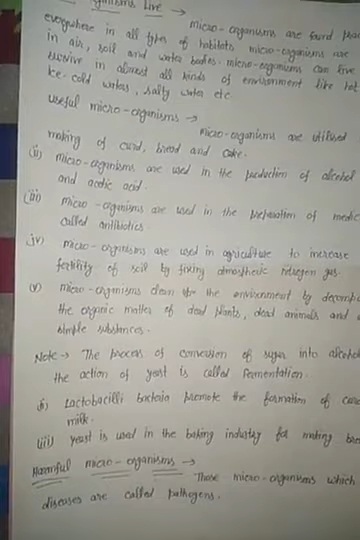 Organisms Live →
micro-organisms are found
everywhere in all types of habitats micro-organisms are
in air, soil and water bodies. micro-organisms can live
survive in almost all kinds of environment like hot
ice-cold waters, salty water etc
useful micro-organisms →
micro-organisms are utilised
making of curd, bread and cake.
(ii) micro-organisms are used in the production of alcohol
and acetic acid.
(iii) micro-organisms are used in the preparation of
called antibiotics
iv) micro-organisms are used in agriculture to increase
fertility of soil by fixing atmospheric nitrogen gas.
(v) micro-organisms clean up the environment by
the organic matter of dead plants, dead animals and
simple substances.
Note → The process of conversion of sugar into alcohol
the action of yeast is called fermentation.
Lactobacilli bacteria promote the formation of
milk.
(iii) yeast is used in the baking industry for making
Harmful micro-organisms →
Those micro-organisms which
diseases are called pathogens.